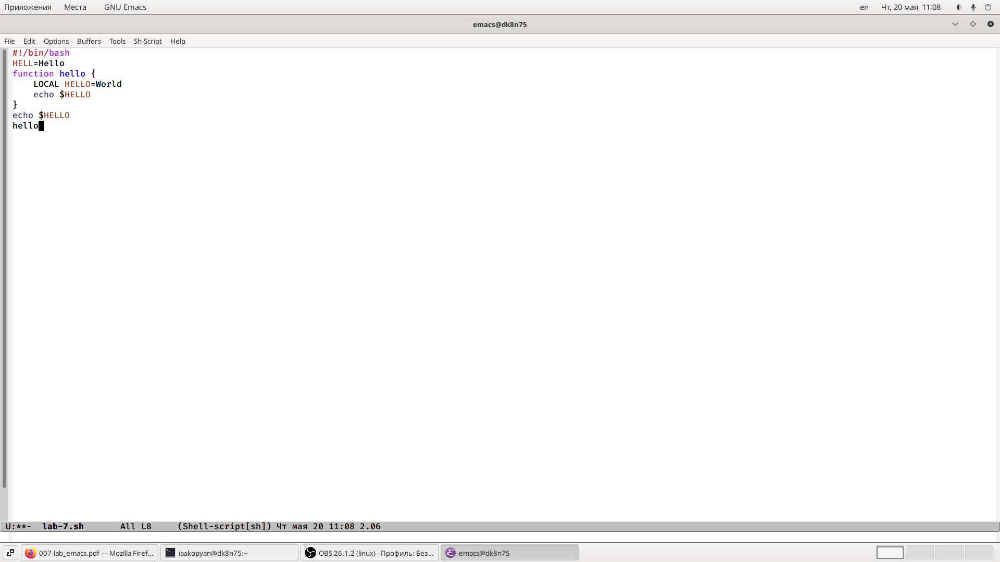 Приложения Места GNU Emacs en Чт, 20 мая 11:08
emacs@dk8n75
File Edit Options Buffers Tools Sh-Script Help
#!/bin/bash
HELL=Hello
function hello {
    LOCAL HELLO=World
    echo $HELLO
}
echo $HELLO
hello
U:**-  lab-7.sh       All L8     (Shell-script[sh]) Чт мая 20 11:08 2.06
007-lab_emacs.pdf — Mozilla Firef... iaakopyan@dk8n75:~ OBS 26.1.2 (linux) - Профиль: Без... emacs@dk8n75